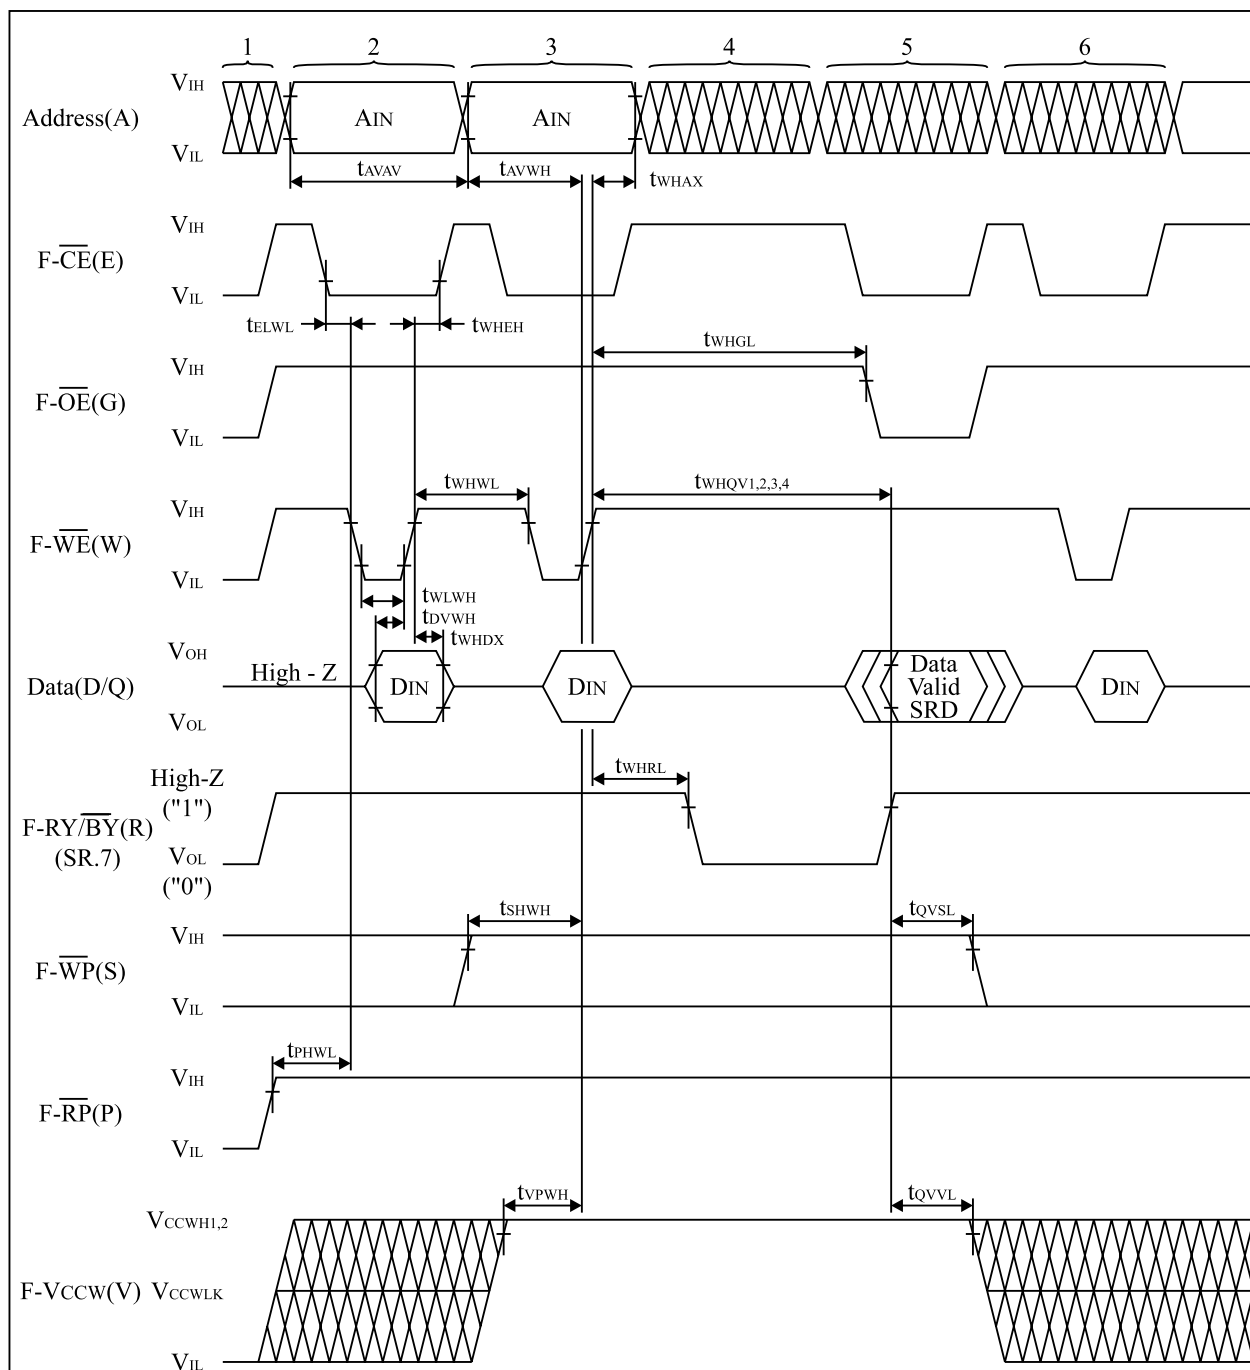 1 2 3 4 5 6
VIH
Address(A) AIN AIN
VIL
tAVAV tAVWH tWHAX
VIH
F-CE(E)
VIL
tELWL tWHEH
tWHGL
VIH
F-OE(G)
VIL
tWHWL tWHQV1,2,3,4
VIH
F-WE(W)
VIL
tWLWH
tDVWH
tWHDX
VOH
High - Z Data
Data(D/Q) DIN DIN Valid DIN
SRD
VOL
High-Z tWHRL
("1")
F-RY/BY(R)
(SR.7) VOL
("0")
tSHWH tQVSL
VIH
F-WP(S)
VIL
tPHWL
VIH
F-RP(P)
VIL
tVPWH tQVVL
VCCWH1,2
F-VCCW(V) VCCWLK
VIL